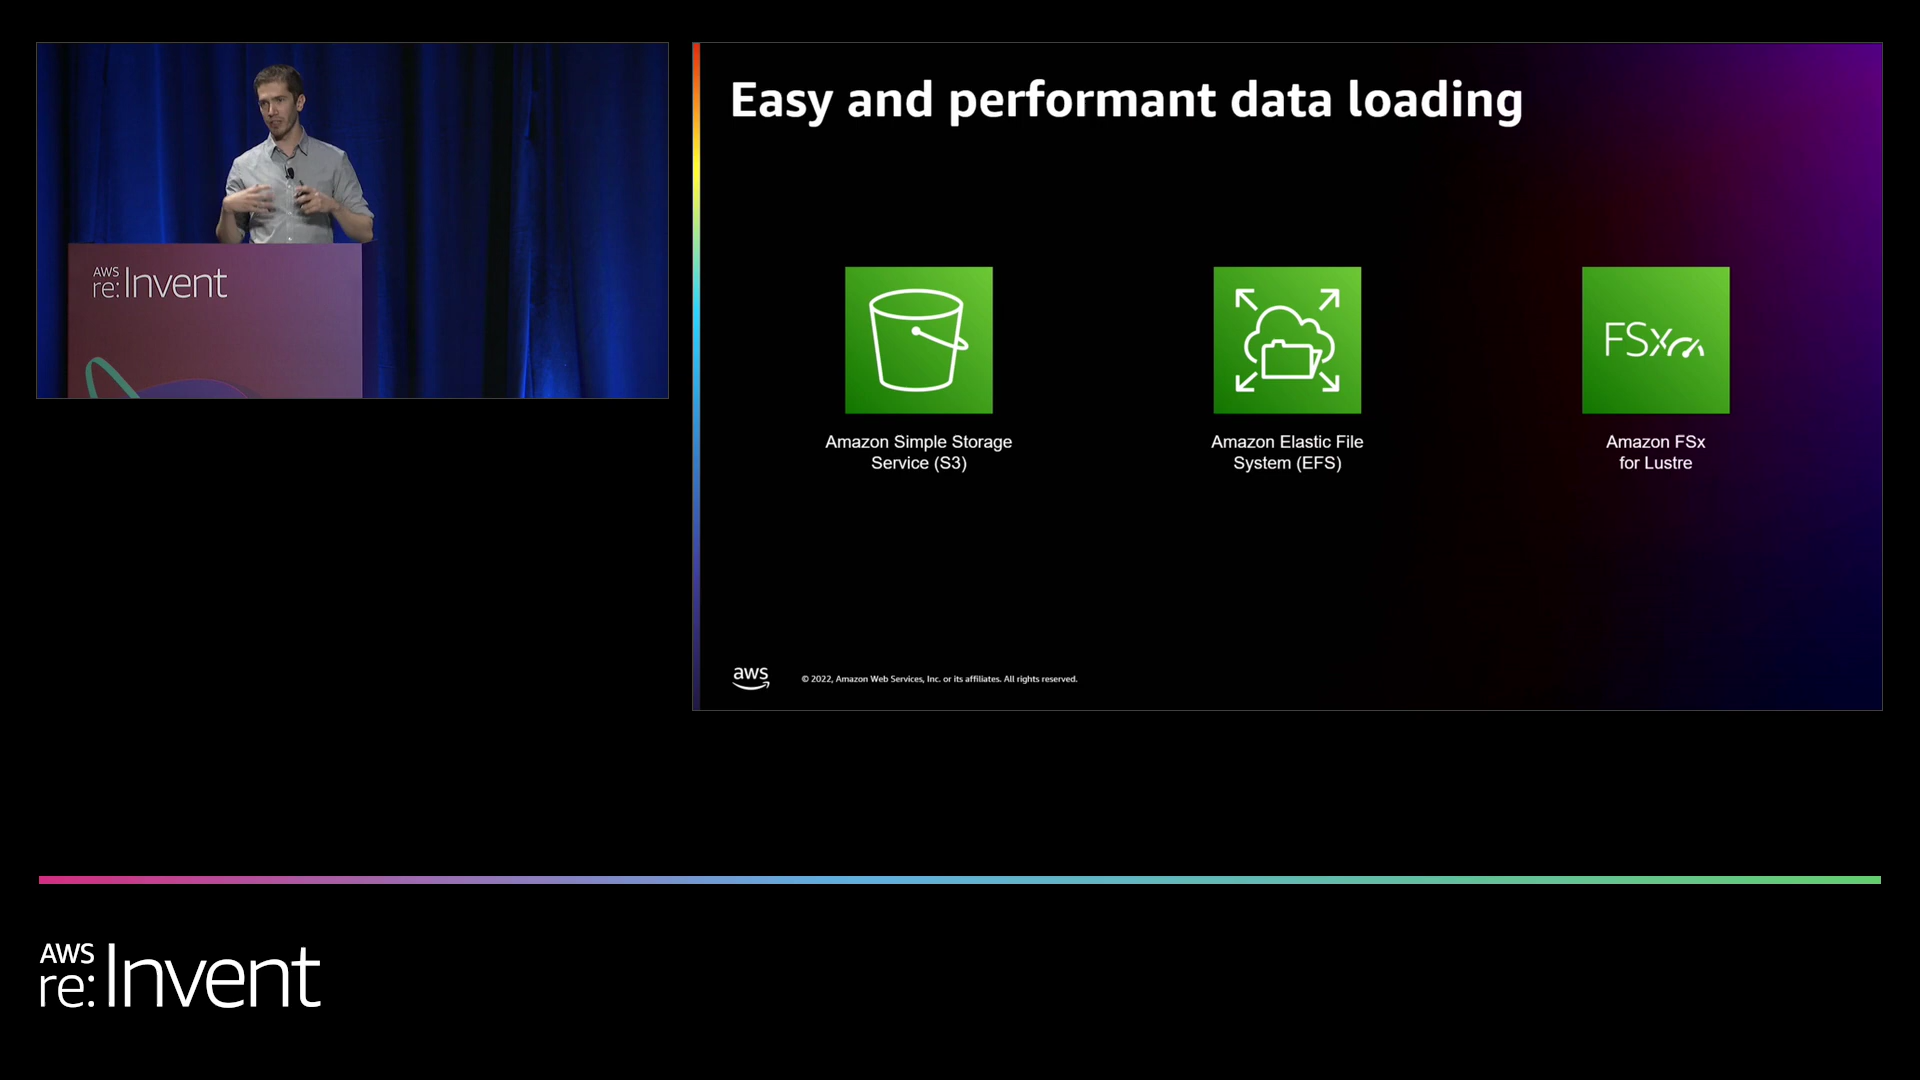 AWS
re:Invent
Easy and performant data loading
FSx
Amazon Simple Storage
Service (S3)
Amazon Elastic File
System (EFS)
Amazon FSx
for Lustre
aws
© 2022, Amazon Web Services, Inc. or its affiliates. All rights reserved.
AWS
re:Invent